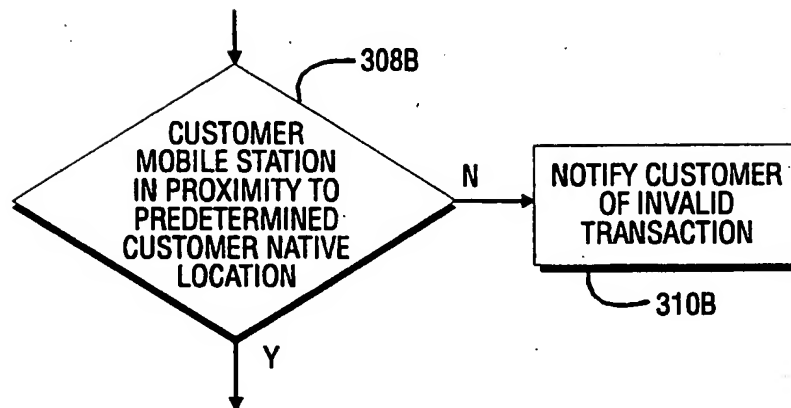 308B
CUSTOMER
MOBILE STATION
IN PROXIMITY TO
PREDETERMINED
CUSTOMER NATIVE
LOCATION
N
NOTIFY CUSTOMER
OF INVALID
TRANSACTION
310B
Y